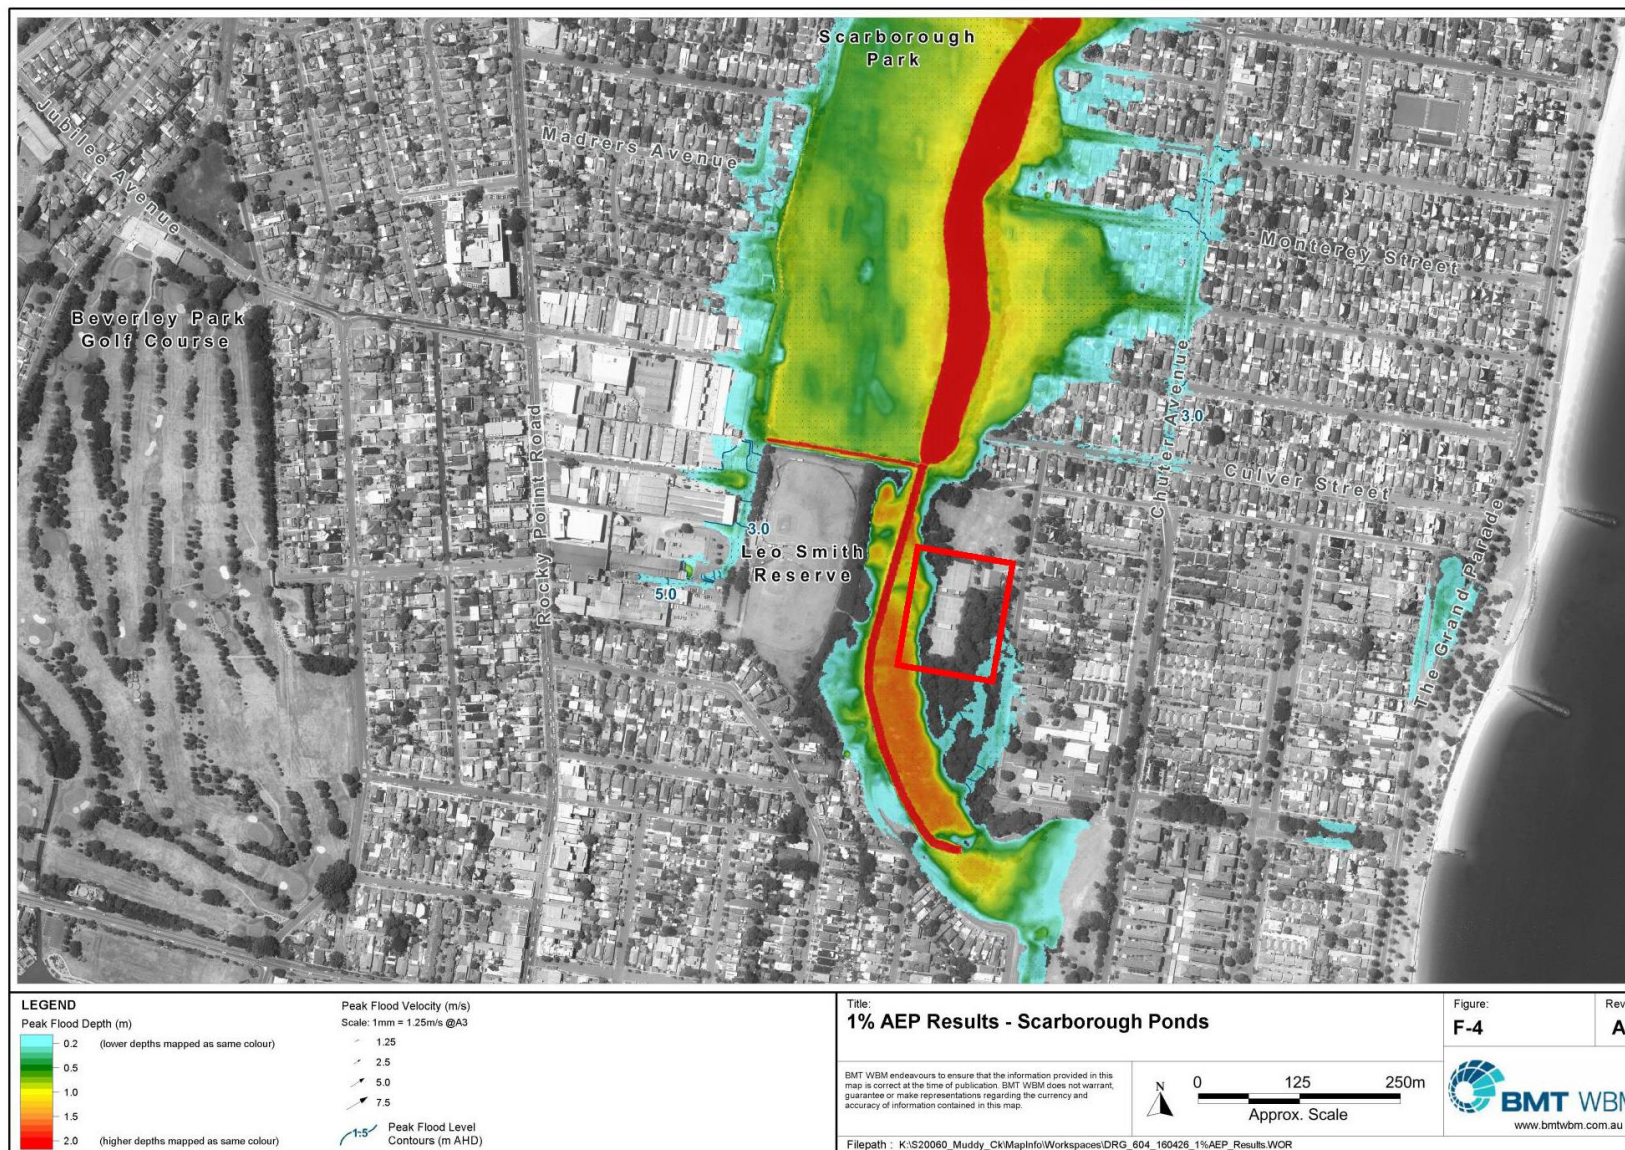 Scarborough
Park
Jubilee Avenue
Madrers Avenue
Monterey Street
Beverley Park
Golf Course
Rocky Point Road
Chuter Avenue
3.0
Culver Street
The Grand Parade
3.0
Leo Smith
Reserve
5.0
LEGEND
Peak Flood Depth (m)
0.2 (lower depths mapped as same colour)
0.5
1.0
1.5
2.0 (higher depths mapped as same colour)
Peak Flood Velocity (m/s)
Scale: 1mm = 1.25m/s @A3
1.25
2.5
5.0
7.5
1:5 Peak Flood Level
Contours (m AHD)
Title:
1% AEP Results - Scarborough Ponds
Figure:
F-4
Rev
A
BMT WBM endeavours to ensure that the information provided in this
map is correct at the time of publication. BMT WBM does not warrant,
guarantee or make representations regarding the currency and
accuracy of information contained in this map.
N
0 125 250m
Approx. Scale
BMT WBM
www.bmtwbm.com.au
Filepath : K:\S20060_Muddy_Ck\MapInfo\Workspaces\DRG_604_160426_1%AEP_Results.WOR